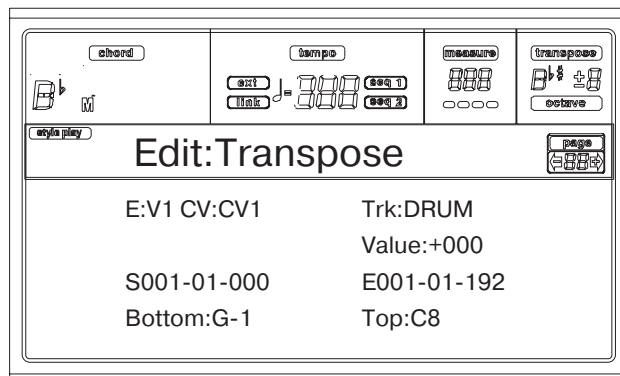 chord tempo measure transpose
ext seq 1
link seq 2
octave
style play
Edit:Transpose
page
E:V1 CV:CV1 Trk:DRUM
Value:+000
S001-01-000 E001-01-192
Bottom:G-1 Top:C8